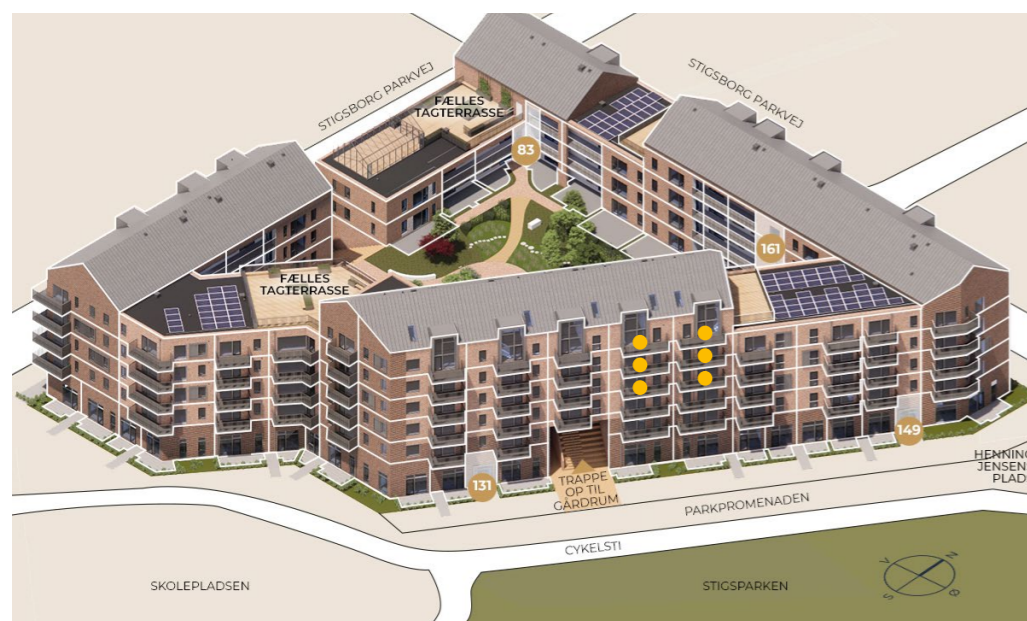 STIGSBORG PARKVEJ
STIGSBORG PARKVEJ
FÆLLES
TAGTERRASSE
83
161
FÆLLES
TAGTERRASSE
149
131
TRAPPE
OP TIL
GÅRDRUM
HENNING
JENSEN
PLAD
PARKPROMENADEN
CYKELSTI
SKOLEPLADSEN
STIGSPARKEN
V
N
S
Ø